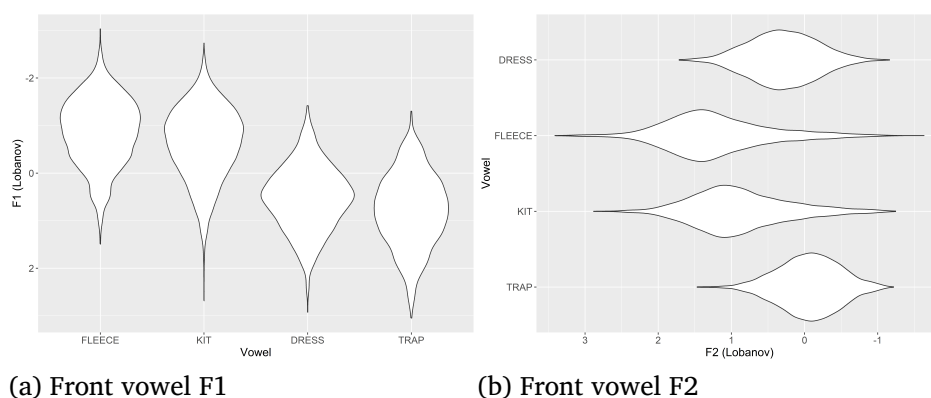 -2
0
2
F1 (Lobanov)
FLEECE KIT DRESS TRAP
Vowel
DRESS
FLEECE
KIT
TRAP
Vowel
3 2 1 0 -1
F2 (Lobanov)
(a) Front vowel F1
(b) Front vowel F2